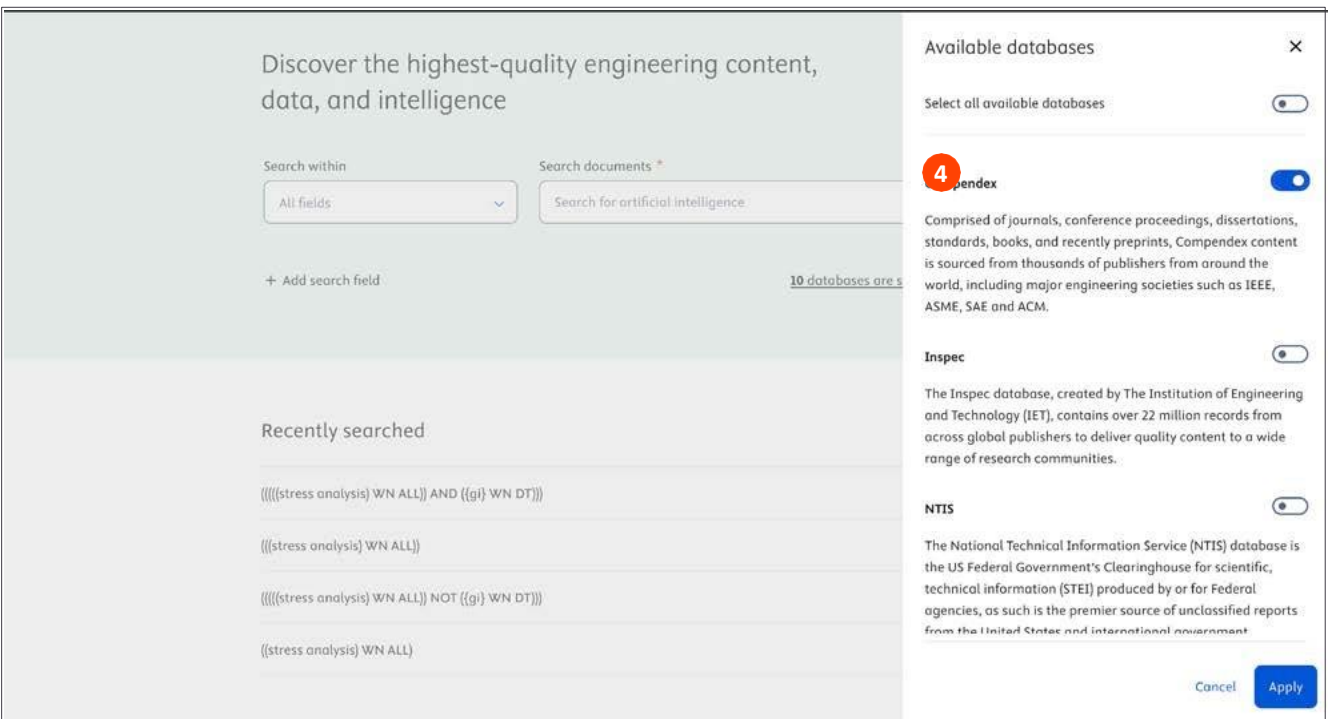 Discover the highest-quality engineering content,
data, and intelligence
Search within
All fields
Search documents *
Search for artificial intelligence
+ Add search field
10 databases are s
Recently searched
(((((stress analysis) WN ALL)) AND ({gi} WN DT)))
(((stress analysis) WN ALL))
(((((stress analysis) WN ALL)) NOT ({gi} WN DT)))
((stress analysis) WN ALL)
Available databases
Select all available databases
4
pendex
Comprised of journals, conference proceedings, dissertations,
standards, books, and recently preprints, Compendex content
is sourced from thousands of publishers from around the
world, including major engineering societies such as IEEE,
ASME, SAE and ACM.
Inspec
The Inspec database, created by The Institution of Engineering
and Technology (IET), contains over 22 million records from
across global publishers to deliver quality content to a wide
range of research communities.
NTIS
The National Technical Information Service (NTIS) database is
the US Federal Government's Clearinghouse for scientific,
technical information (STEI) produced by or for Federal
agencies, as such is the premier source of unclassified reports
from the United States and international government
Cancel
Apply